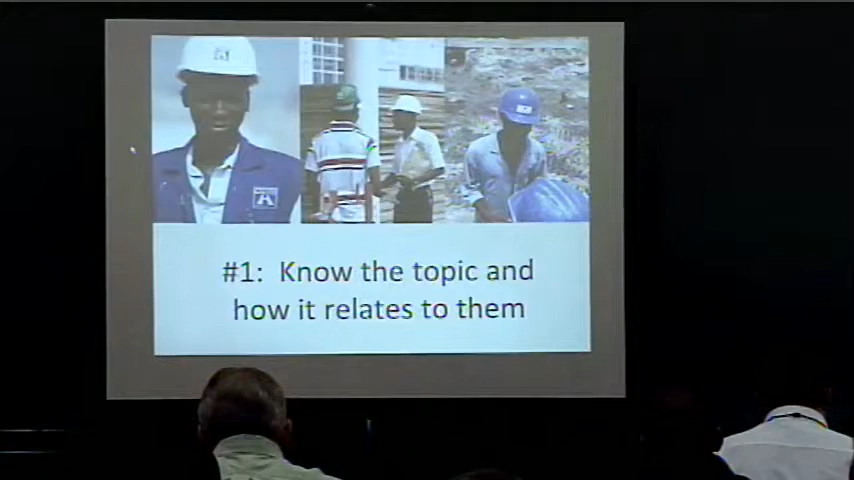 #1:  Know the topic and
how it relates to them